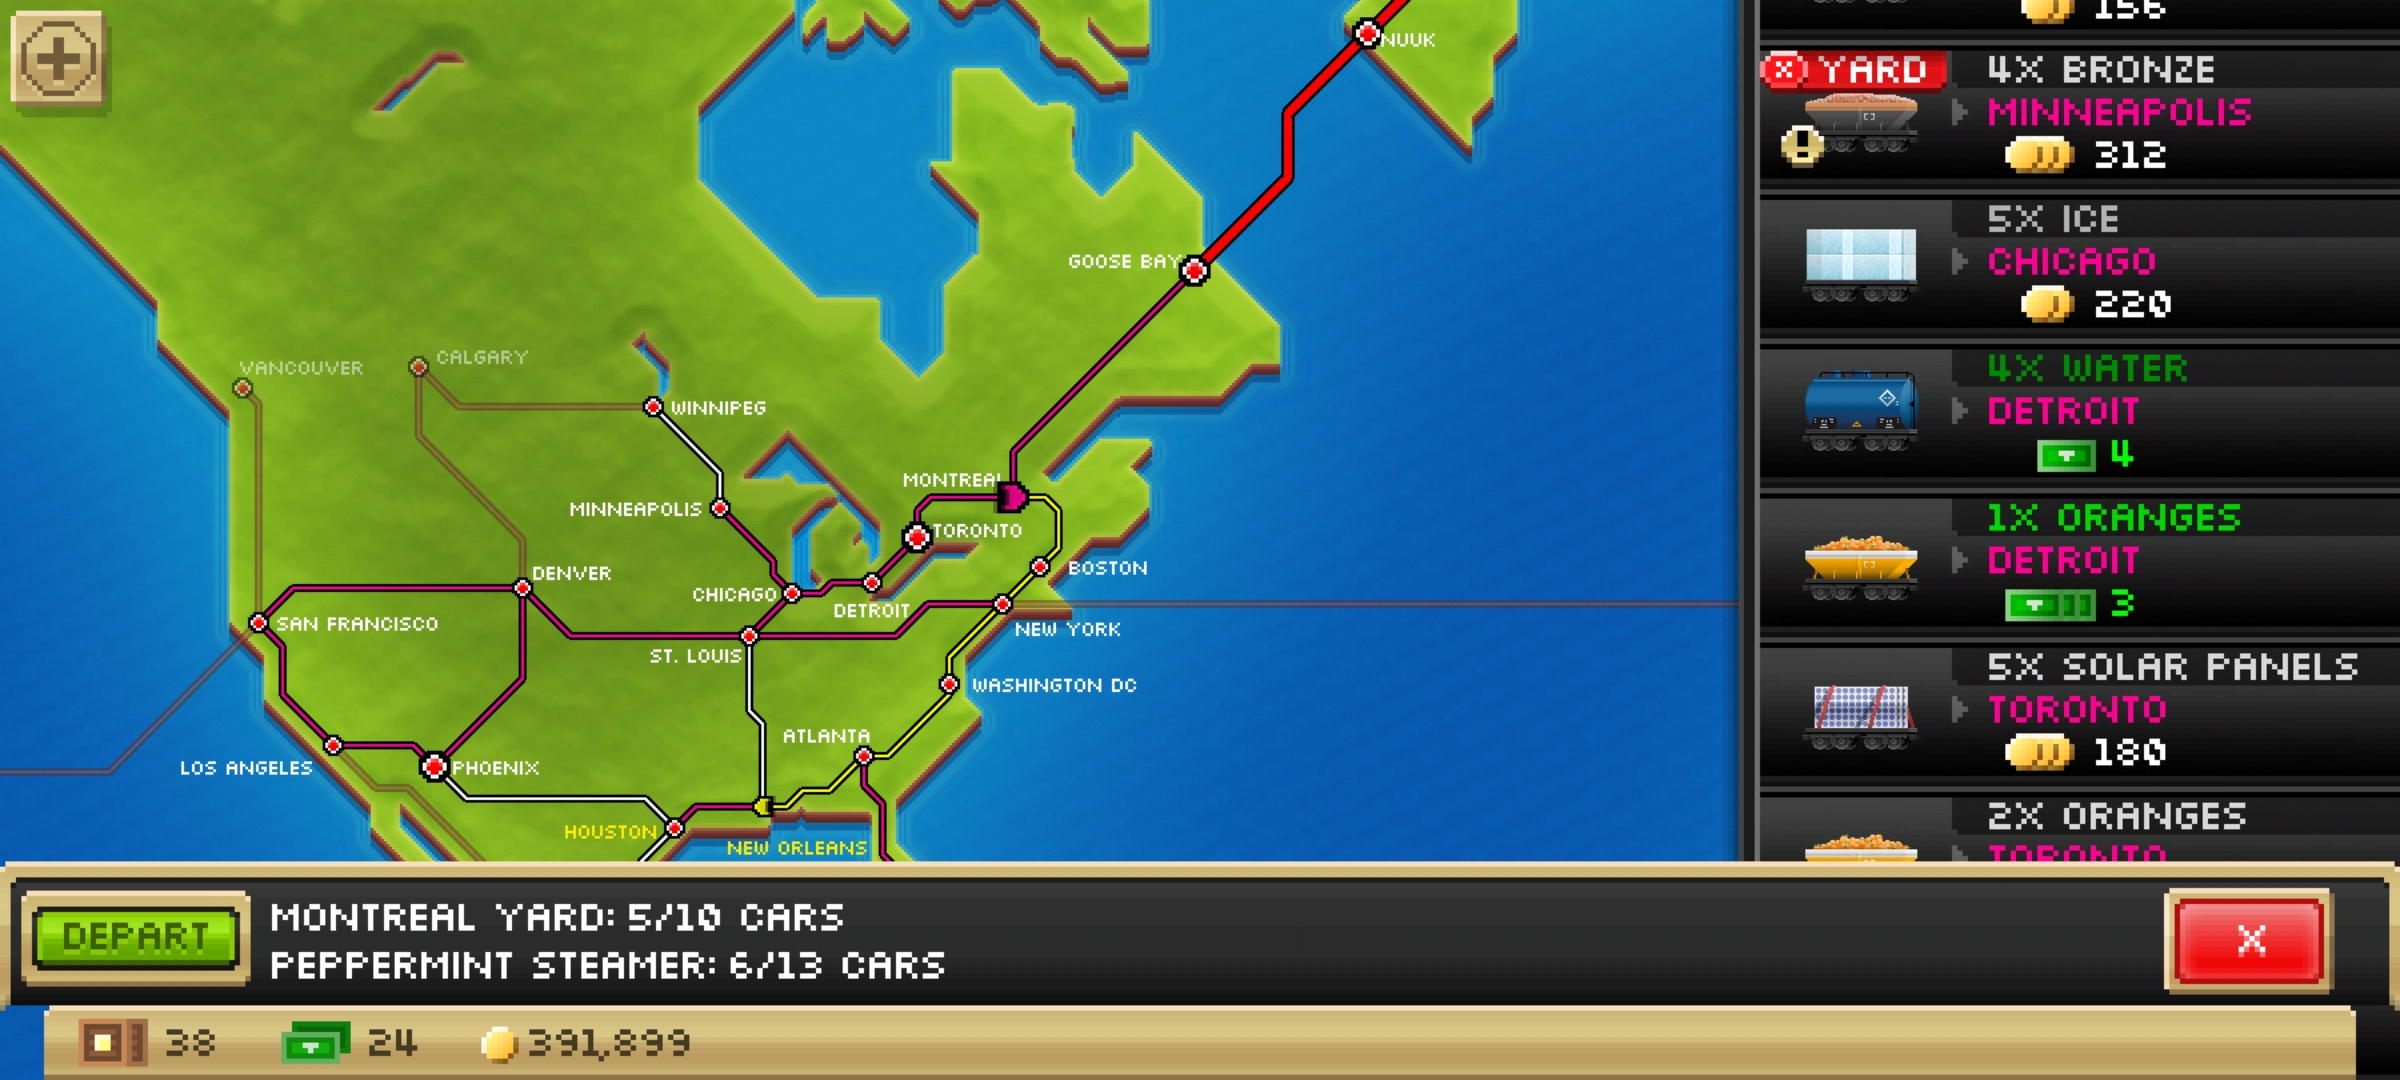 156
NUUK
YARD
4X BRONZE
MINNEAPOLIS
312
5X ICE
CHICAGO
220
GOOSE BAY
VANCOUVER
CALGARY
4X WATER
DETROIT
4
WINNIPEG
MONTREAL
MINNEAPOLIS
TORONTO
1X ORANGES
DETROIT
3
DENVER
BOSTON
CHICAGO
DETROIT
SAN FRANCISCO
NEW YORK
ST. LOUIS
WASHINGTON DC
5X SOLAR PANELS
TORONTO
180
ATLANTA
LOS ANGELES
PHOENIX
HOUSTON
NEW ORLEANS
2X ORANGES
TORONTO
DEPART
MONTREAL YARD: 5/10 CARS
PEPPERMINT STEAMER: 6/13 CARS
X
38
24
391,899